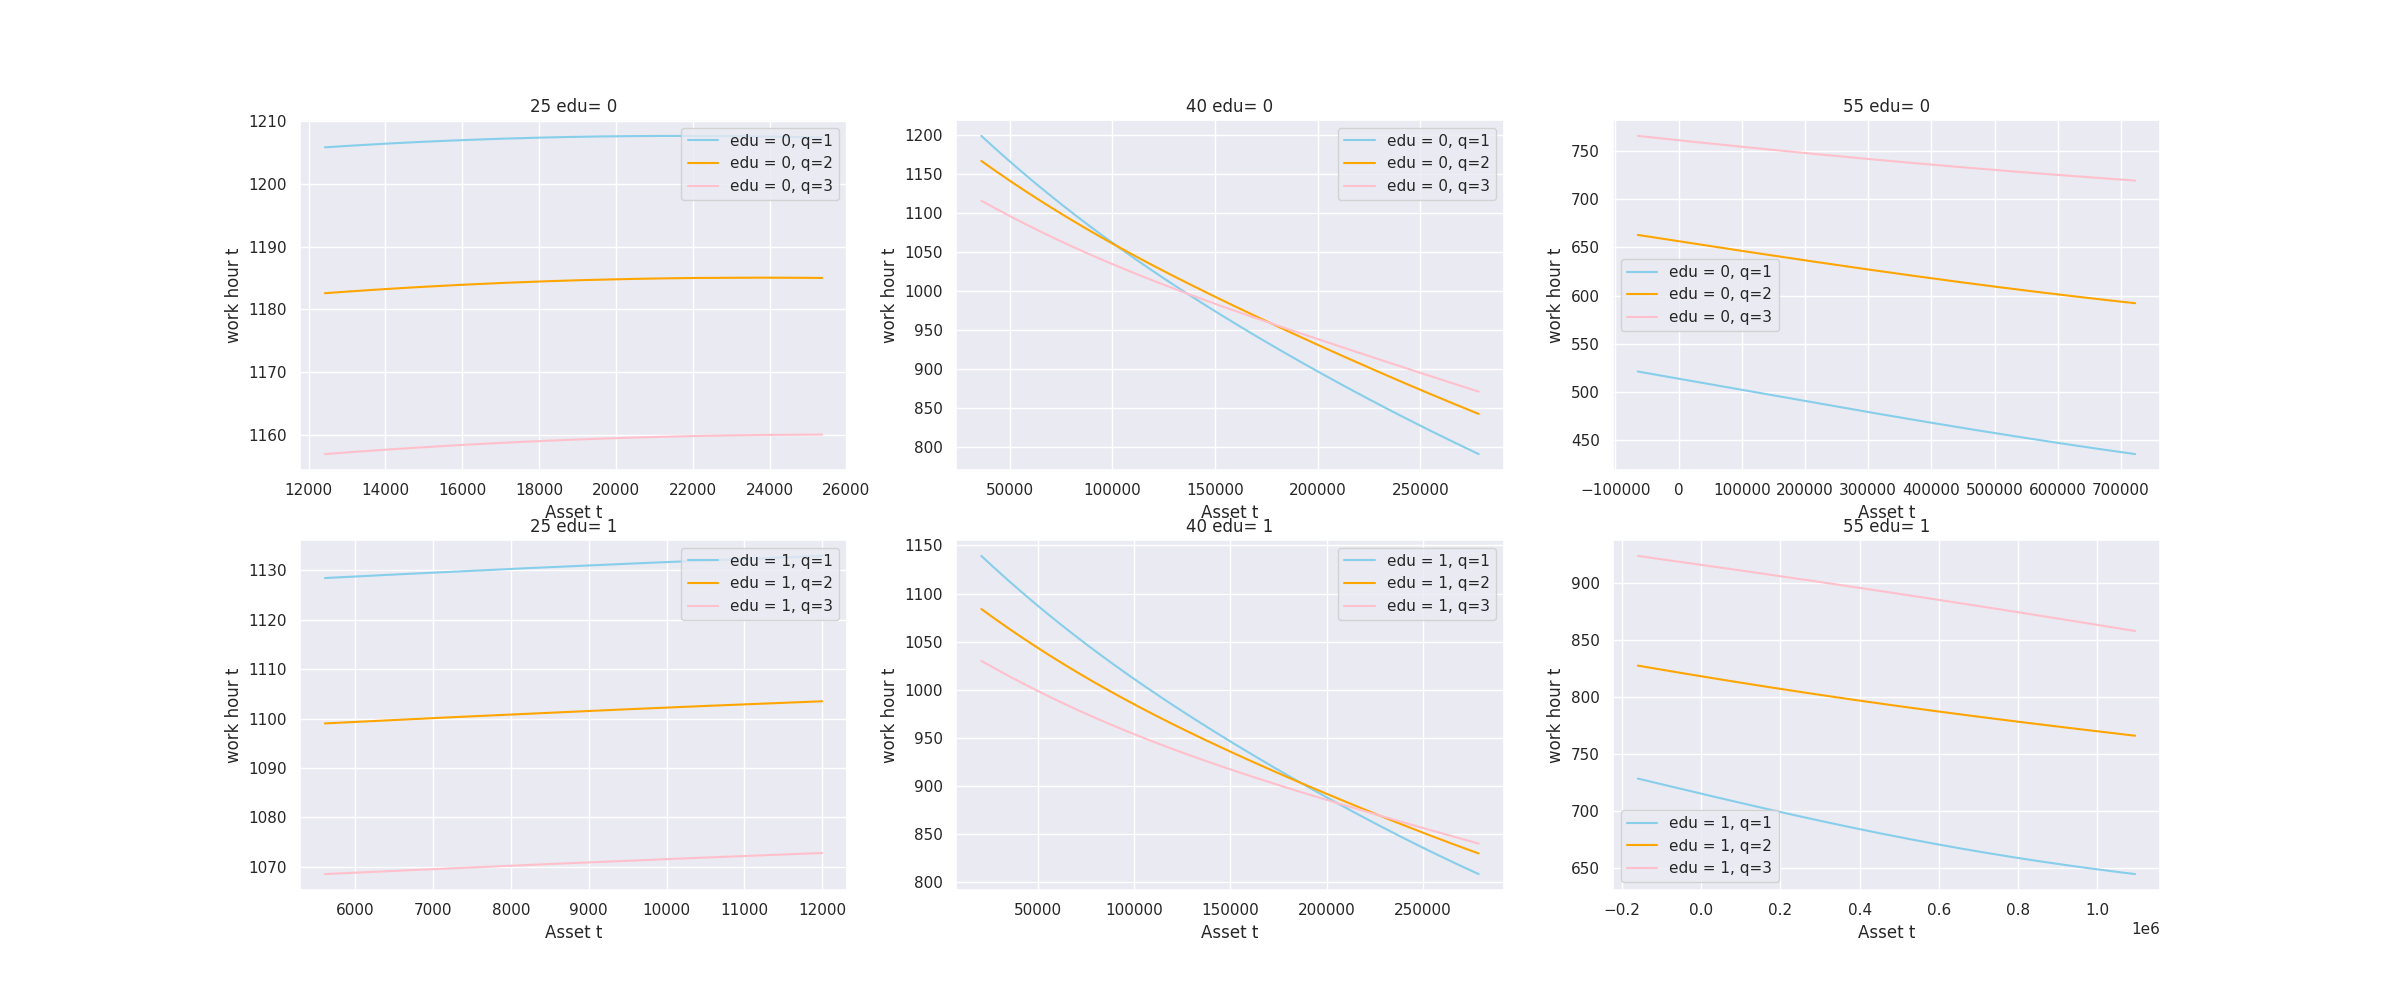 25 edu= 0
1210
1200
1190
1180
1170
1160
work hour t
12000 14000 16000 18000 20000 22000 24000 26000
Asset t
edu = 0, q=1
edu = 0, q=2
edu = 0, q=3
40 edu= 0
1200
1150
1100
1050
1000
950
900
850
800
work hour t
50000 100000 150000 200000 250000
Asset t
edu = 0, q=1
edu = 0, q=2
edu = 0, q=3
55 edu= 0
750
700
650
600
550
500
450
work hour t
−100000 0 100000 200000 300000 400000 500000 600000 700000
Asset t
edu = 0, q=1
edu = 0, q=2
edu = 0, q=3
25 edu= 1
1130
1120
1110
1100
1090
1080
1070
work hour t
6000 7000 8000 9000 10000 11000 12000
Asset t
edu = 1, q=1
edu = 1, q=2
edu = 1, q=3
40 edu= 1
1150
1100
1050
1000
950
900
850
800
work hour t
50000 100000 150000 200000 250000
Asset t
edu = 1, q=1
edu = 1, q=2
edu = 1, q=3
55 edu= 1
900
850
800
750
700
650
work hour t
−0.2 0.0 0.2 0.4 0.6 0.8 1.0
1e6
Asset t
edu = 1, q=1
edu = 1, q=2
edu = 1, q=3